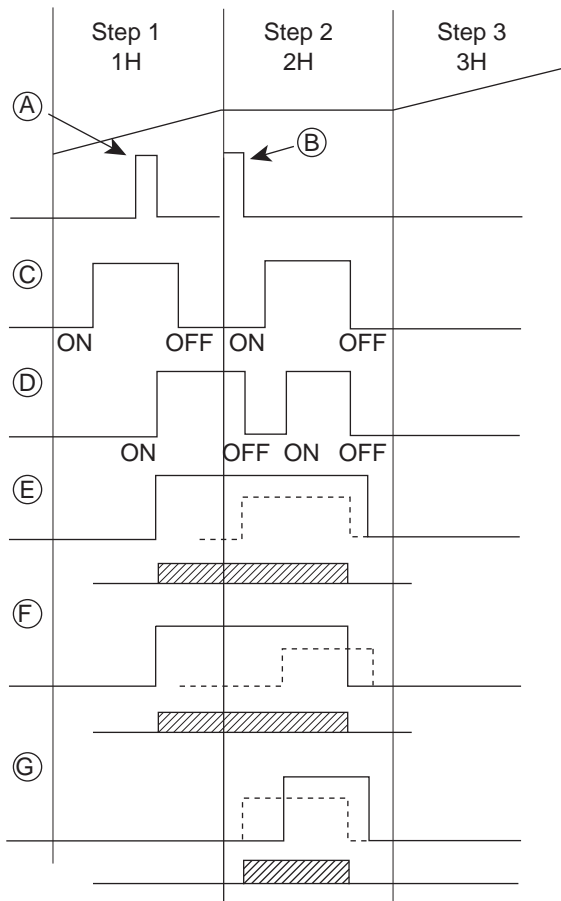 Step 1 Step 2 Step 3
1H 2H 3H
A
B
C
ON OFF ON OFF
D
ON OFF ON OFF
E
F
G